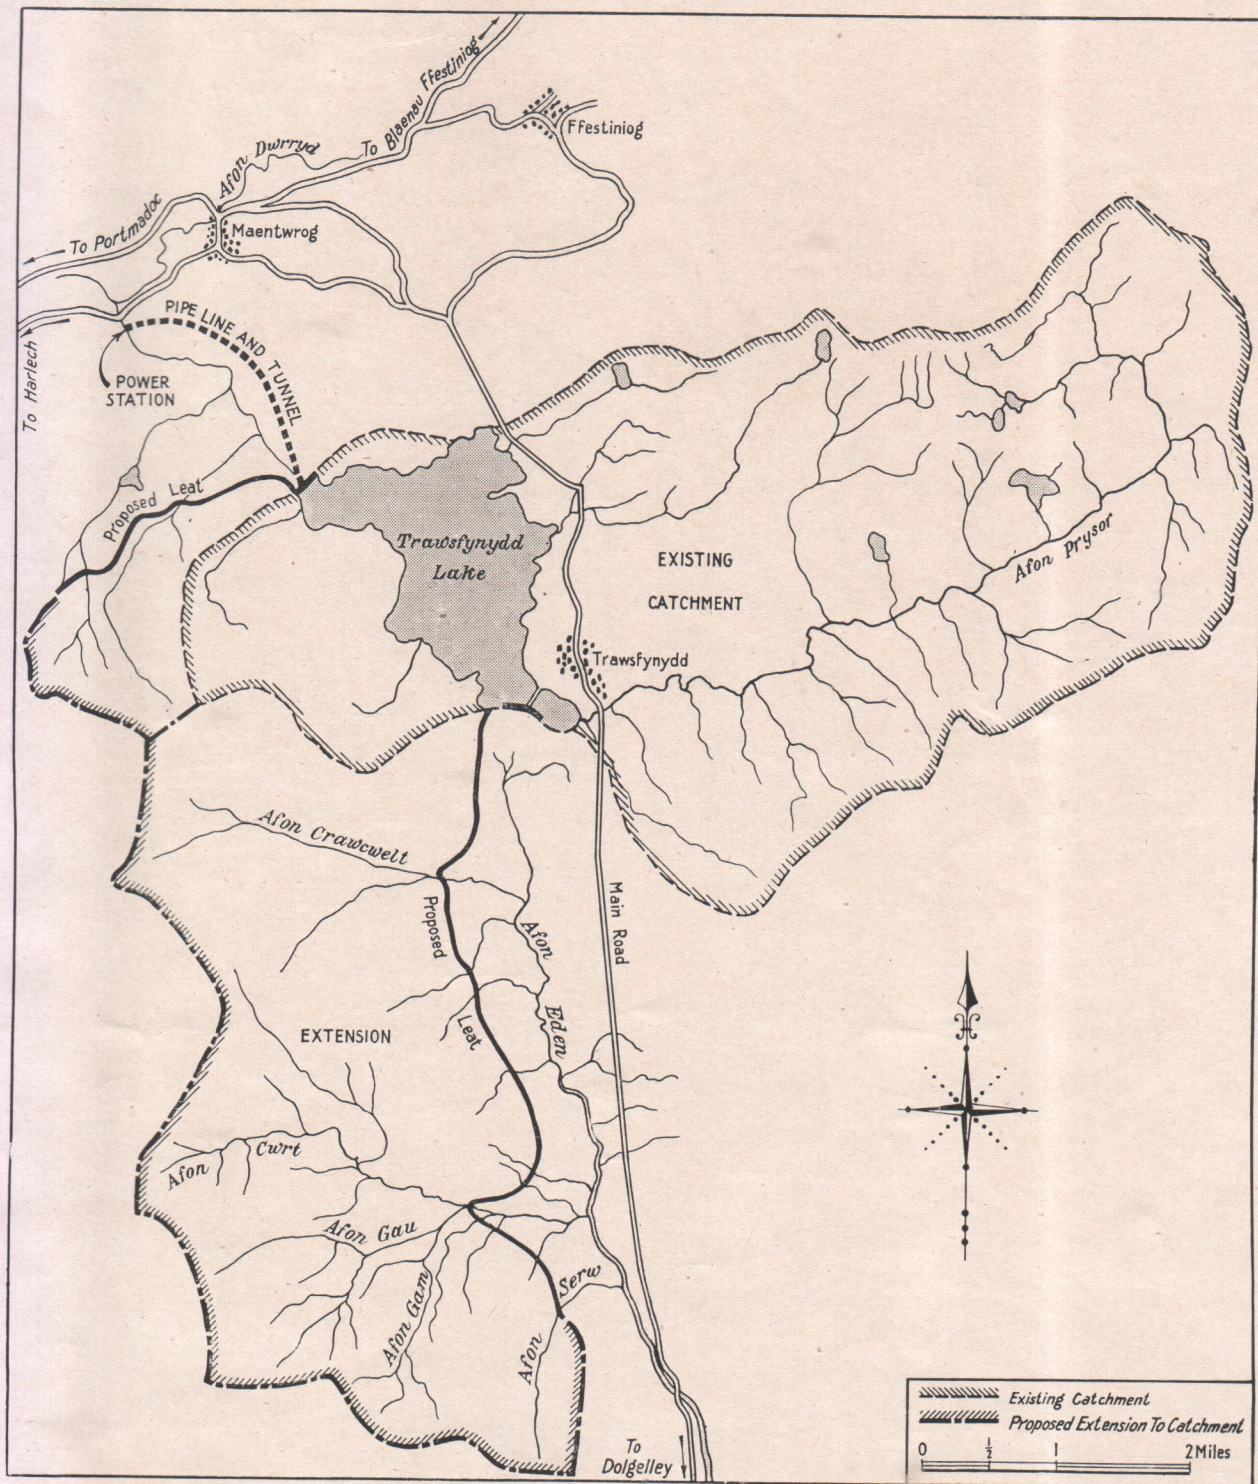 To Blaenau Ffestiniog
Ffestiniog
Afon Dwrryd
To Portmadoc
Maentwrog
PIPE LINE AND TUNNEL
To Harlech
POWER
STATION
Proposed Leat
Trawsfynydd
Lake
EXISTING
CATCHMENT
Afon Prysor
Trawsfynydd
Afon Crawcwelt
Proposed
Leat
Afon
Eden
Main Road
EXTENSION
Afon Cwrt
Afon Gau
Afon Gam
Afon Serw
To
Dolgelley
Existing Catchment
Proposed Extension To Catchment
0 ½ 1 2 Miles